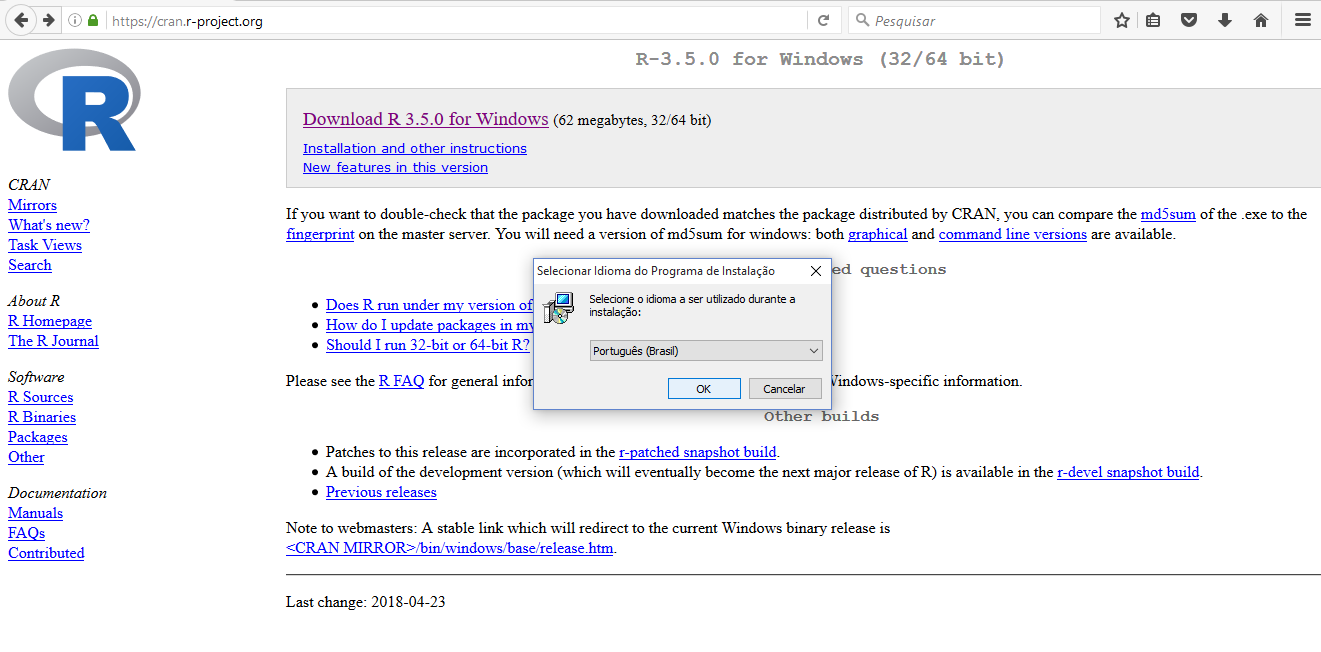 https://cran.r-project.org
Pesquisar
R
R-3.5.0 for Windows (32/64 bit)
Download R 3.5.0 for Windows (62 megabytes, 32/64 bit)
Installation and other instructions
New features in this version
CRAN
Mirrors
What's new?
Task Views
Search
About R
R Homepage
The R Journal
Software
R Sources
R Binaries
Packages
Other
Documentation
Manuals
FAQs
Contributed
If you want to double-check that the package you have downloaded matches the package distributed by CRAN, you can compare the md5sum of the .exe to the
fingerprint on the master server. You will need a version of md5sum for windows: both graphical and command line versions are available.
ed questions
Does R run under my version of
How do I update packages in my
Should I run 32-bit or 64-bit R?
Please see the R FAQ for general infor
Windows-specific information.
Selecionar Idioma do Programa de Instalação
Selecione o idioma a ser utilizado durante a
instalação:
Português (Brasil)
OK Cancelar
Other builds
Patches to this release are incorporated in the r-patched snapshot build.
A build of the development version (which will eventually become the next major release of R) is available in the r-devel snapshot build.
Previous releases
Note to webmasters: A stable link which will redirect to the current Windows binary release is
<CRAN MIRROR>/bin/windows/base/release.htm.
Last change: 2018-04-23